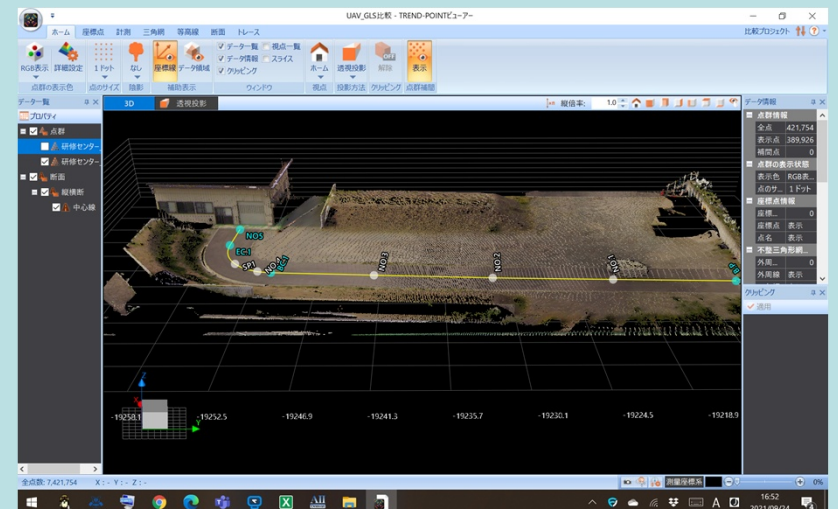 UAV_GLS比較 - TREND-POINTビューアー
ホーム 座標点 計測 三角網 等高線 断面 トレース
比較プロジェクト
RGB表示 詳細設定 1ドット なし 座標線 データ領域
データ一覧 視点一覧
データ情報 スライス
クリッピング
ホーム 透視投影 解除 表示
点群の表示色 点のサイズ 陰影 補助表示 ウィンドウ 視点 投影方法 クリッピング 点群補間
データ一覧
プロパティ
点群
研修センター
研修センター
断面
縦横断
中心線
3D 透視投影 縦倍率: 1.0
NO5
EC-1
SP1
NO.4
BC-1
NO.3
NO.2
NO.1
B.P
Z
X
Y
-19258.1 -19252.5 -19246.9 -19241.3 -19235.7 -19230.1 -19224.5 -19218.9
データ情報
点群情報
全点 421,754
表示点 389,926
補間点 0
点群の表示状態
表示色 RGB表...
点のサ... 1ドット
座標点情報
座標... 0
座標点 表示
点名 表示
不整三角形網...
外周... 0
外周線 表示
クリッピング
適用
全点数: 7,421,754 X : - Y : - Z : -
測量座標系
0%
A
16:52
2021/09/24